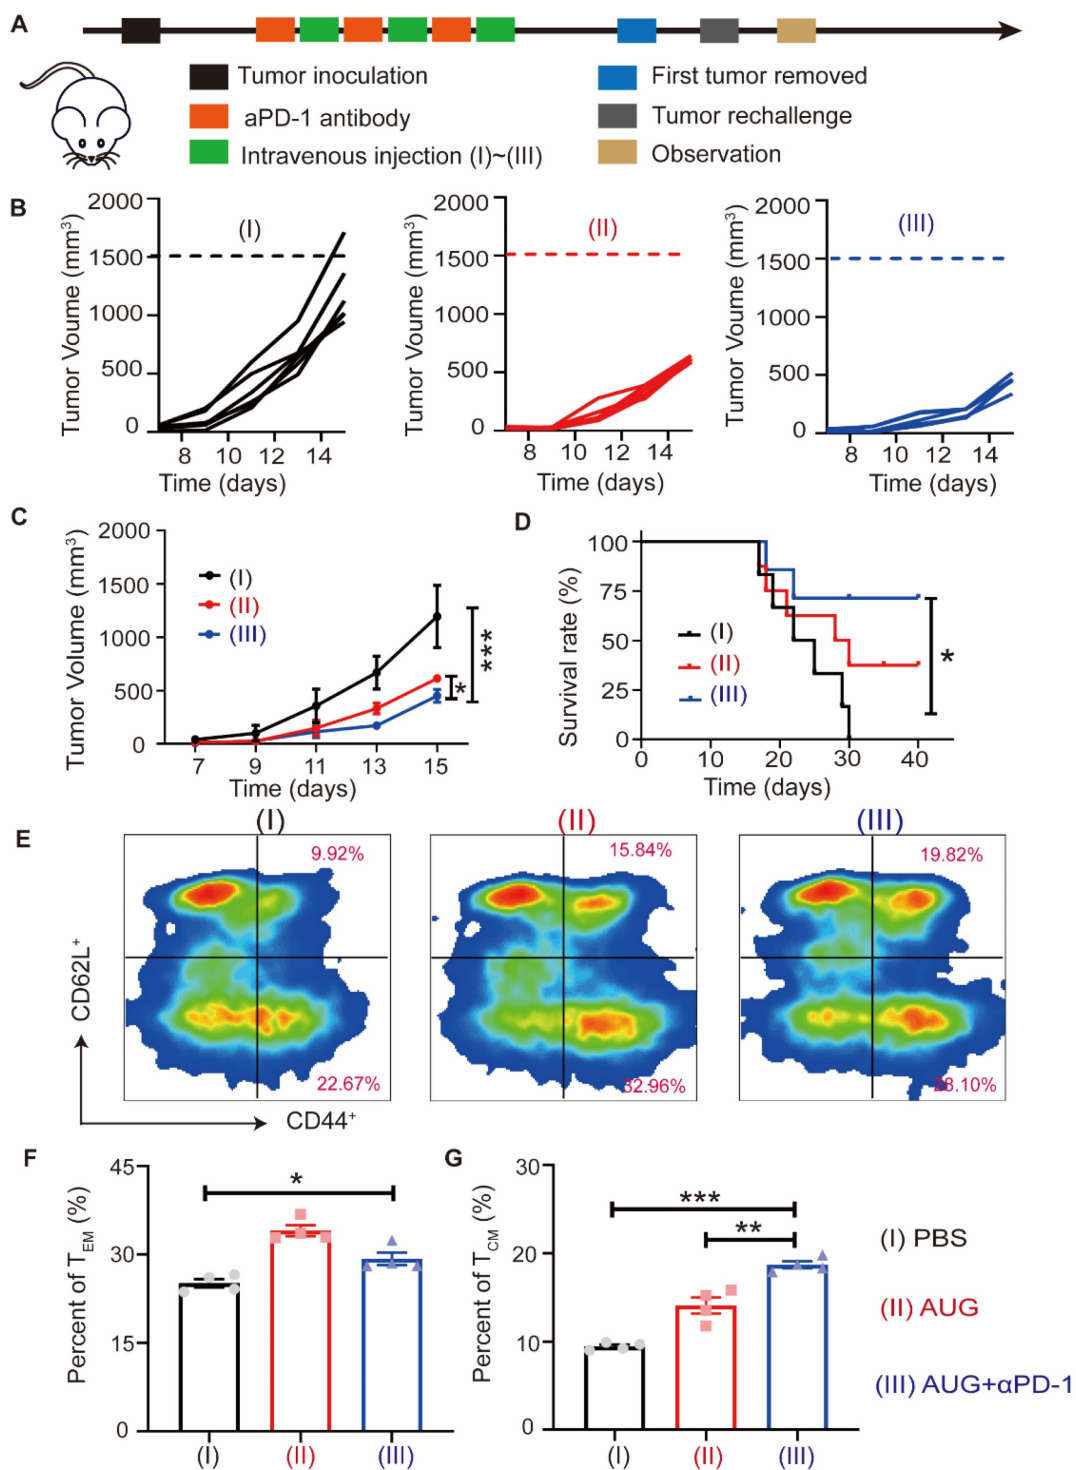 A
Tumor inoculation
First tumor removed
aPD-1 antibody
Tumor rechallenge
Intravenous injection (I)~(III)
Observation
B
Tumor Voume (mm³)
2000
1500
1000
500
0
(I)
8 10 12 14
Time (days)
Tumor Voume (mm³)
2000
1500
1000
500
0
(II)
8 10 12 14
Time (days)
Tumor Voume (mm³)
2000
1500
1000
500
0
(III)
8 10 12 14
Time (days)
C
Tumor Volume (mm³)
2000
1500
1000
500
0
(I)
(II)
(III)
***
*
7 9 11 13 15
Time (days)
D
Survival rate (%)
100
75
50
25
0
(I)
(II)
(III)
*
0 10 20 30 40
Time (days)
E
(I)
(II)
(III)
9.92%
15.84%
19.82%
CD62L⁺
22.67%
32.96%
28.10%
CD44⁺
F
Percent of T_EM (%)
45
30
15
0
*
(I) (II) (III)
G
Percent of T_CM (%)
30
20
10
0
***
**
(I) (II) (III)
(I) PBS
(II) AUG
(III) AUG+αPD-1